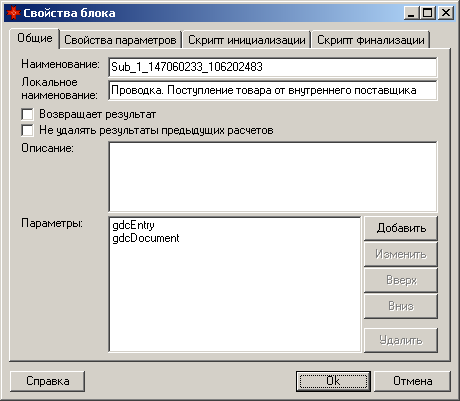 Свойства блока
Общие Свойства параметров Скрипт инициализации Скрипт финализации
Наименование: Sub_1_147060233_106202483
Локальное наименование: Проводка. Поступление товара от внутреннего поставщика
Возвращает результат
Не удалять результаты предыдущих расчетов
Описание:
Параметры:
gdcEntry
gdcDocument
Добавить
Изменить
Вверх
Вниз
Удалить
Справка Ok Отмена